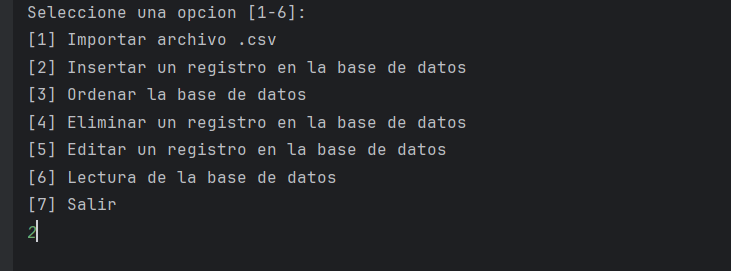 Seleccione una opcion [1-6]:
[1] Importar archivo .csv
[2] Insertar un registro en la base de datos
[3] Ordenar la base de datos
[4] Eliminar un registro en la base de datos
[5] Editar un registro en la base de datos
[6] Lectura de la base de datos
[7] Salir
2